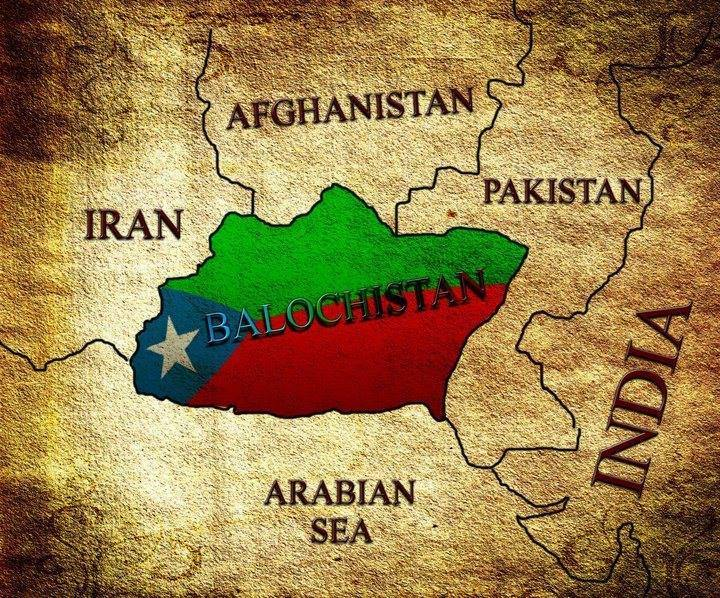 AFGHANISTAN
PAKISTAN
IRAN
BALOCHISTAN
INDIA
ARABIAN
SEA